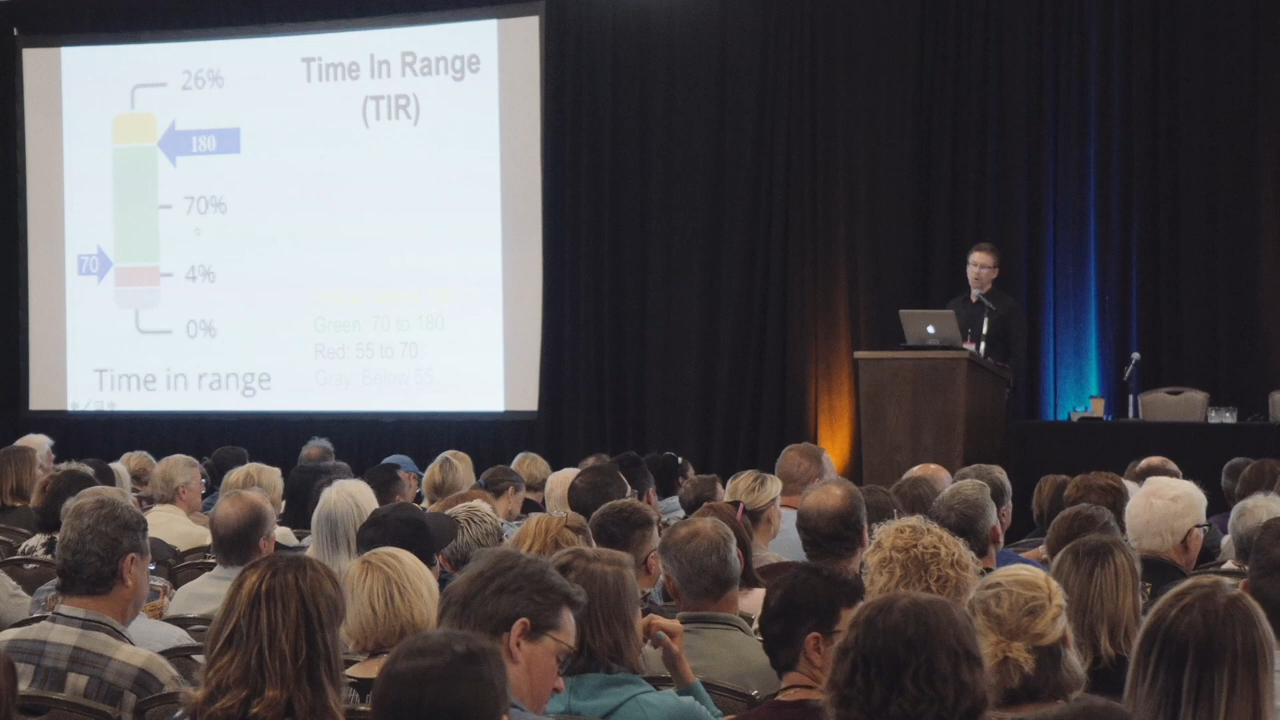 Time In Range
(TIR)
26%
180
70%
70
4%
0%
Time in range
Green: 70 to 180
Red: 55 to 70
Gray: Below 55